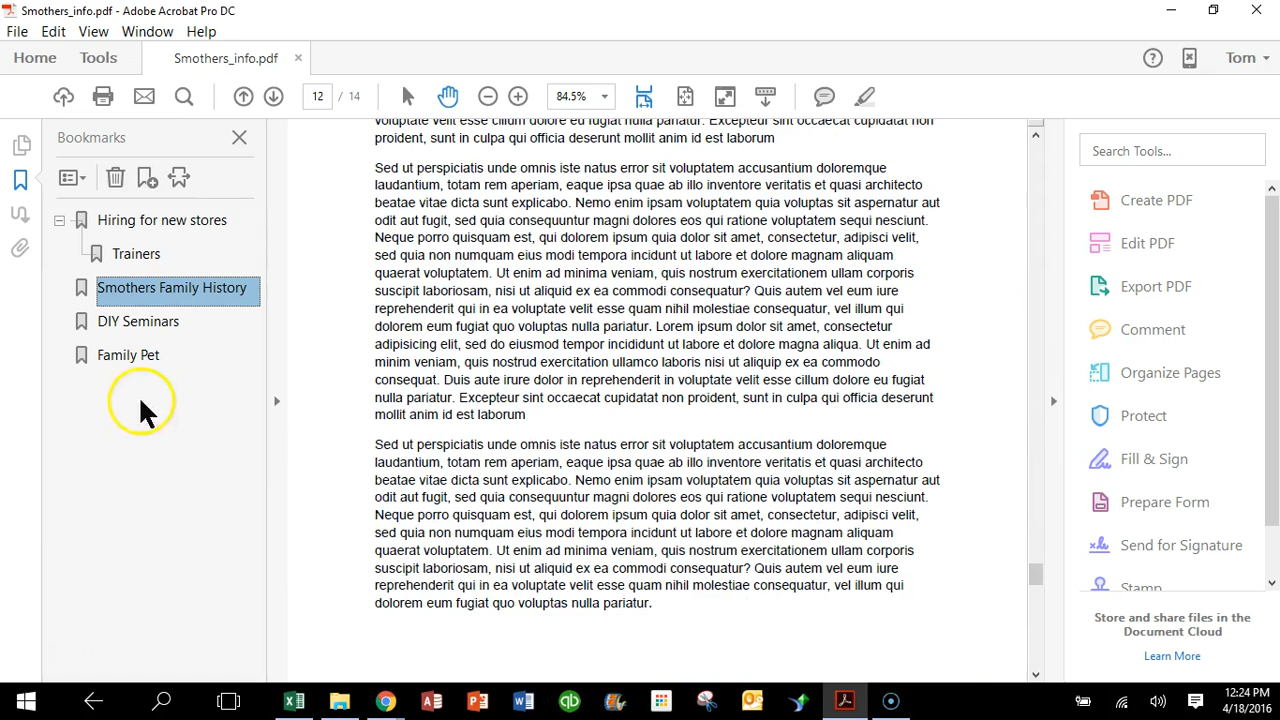 Smothers_info.pdf - Adobe Acrobat Pro DC
File Edit View Window Help
Home Tools Smothers_info.pdf × Tom
12 / 14 84.5%
Bookmarks
Hiring for new stores
Trainers
Smothers Family History
DIY Seminars
Family Pet
voluptate velit esse cillum dolore eu fugiat nulla pariatur. Excepteur sint occaecat cupidatat non
proident, sunt in culpa qui officia deserunt mollit anim id est laborum
Sed ut perspiciatis unde omnis iste natus error sit voluptatem accusantium doloremque
laudantium, totam rem aperiam, eaque ipsa quae ab illo inventore veritatis et quasi architecto
beatae vitae dicta sunt explicabo. Nemo enim ipsam voluptatem quia voluptas sit aspernatur aut
odit aut fugit, sed quia consequuntur magni dolores eos qui ratione voluptatem sequi nesciunt.
Neque porro quisquam est, qui dolorem ipsum quia dolor sit amet, consectetur, adipisci velit,
sed quia non numquam eius modi tempora incidunt ut labore et dolore magnam aliquam
quaerat voluptatem. Ut enim ad minima veniam, quis nostrum exercitationem ullam corporis
suscipit laboriosam, nisi ut aliquid ex ea commodi consequatur? Quis autem vel eum iure
reprehenderit qui in ea voluptate velit esse quam nihil molestiae consequatur, vel illum qui
dolorem eum fugiat quo voluptas nulla pariatur. Lorem ipsum dolor sit amet, consectetur
adipisicing elit, sed do eiusmod tempor incididunt ut labore et dolore magna aliqua. Ut enim ad
minim veniam, quis nostrud exercitation ullamco laboris nisi ut aliquip ex ea commodo
consequat. Duis aute irure dolor in reprehenderit in voluptate velit esse cillum dolore eu fugiat
nulla pariatur. Excepteur sint occaecat cupidatat non proident, sunt in culpa qui officia deserunt
mollit anim id est laborum
Sed ut perspiciatis unde omnis iste natus error sit voluptatem accusantium doloremque
laudantium, totam rem aperiam, eaque ipsa quae ab illo inventore veritatis et quasi architecto
beatae vitae dicta sunt explicabo. Nemo enim ipsam voluptatem quia voluptas sit aspernatur aut
odit aut fugit, sed quia consequuntur magni dolores eos qui ratione voluptatem sequi nesciunt.
Neque porro quisquam est, qui dolorem ipsum quia dolor sit amet, consectetur, adipisci velit,
sed quia non numquam eius modi tempora incidunt ut labore et dolore magnam aliquam
quaerat voluptatem. Ut enim ad minima veniam, quis nostrum exercitationem ullam corporis
suscipit laboriosam, nisi ut aliquid ex ea commodi consequatur? Quis autem vel eum iure
reprehenderit qui in ea voluptate velit esse quam nihil molestiae consequatur, vel illum qui
dolorem eum fugiat quo voluptas nulla pariatur.
Search Tools...
Create PDF
Edit PDF
Export PDF
Comment
Organize Pages
Protect
Fill & Sign
Prepare Form
Send for Signature
Stamp
Store and share files in the
Document Cloud
Learn More
12:24 PM
4/18/2016